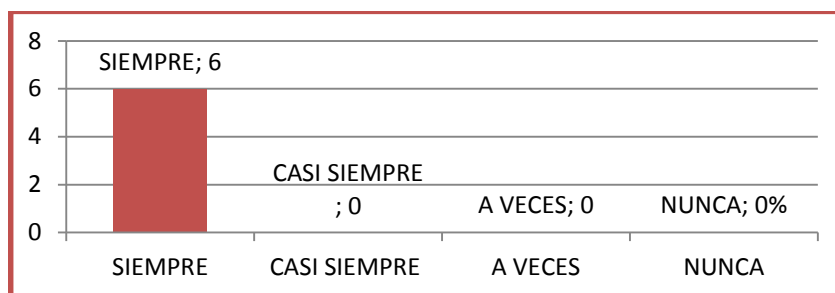 8
SIEMPRE; 6
6
4
CASI SIEMPRE
; 0
2
A VECES; 0
NUNCA; 0%
0
SIEMPRE
CASI SIEMPRE
A VECES
NUNCA